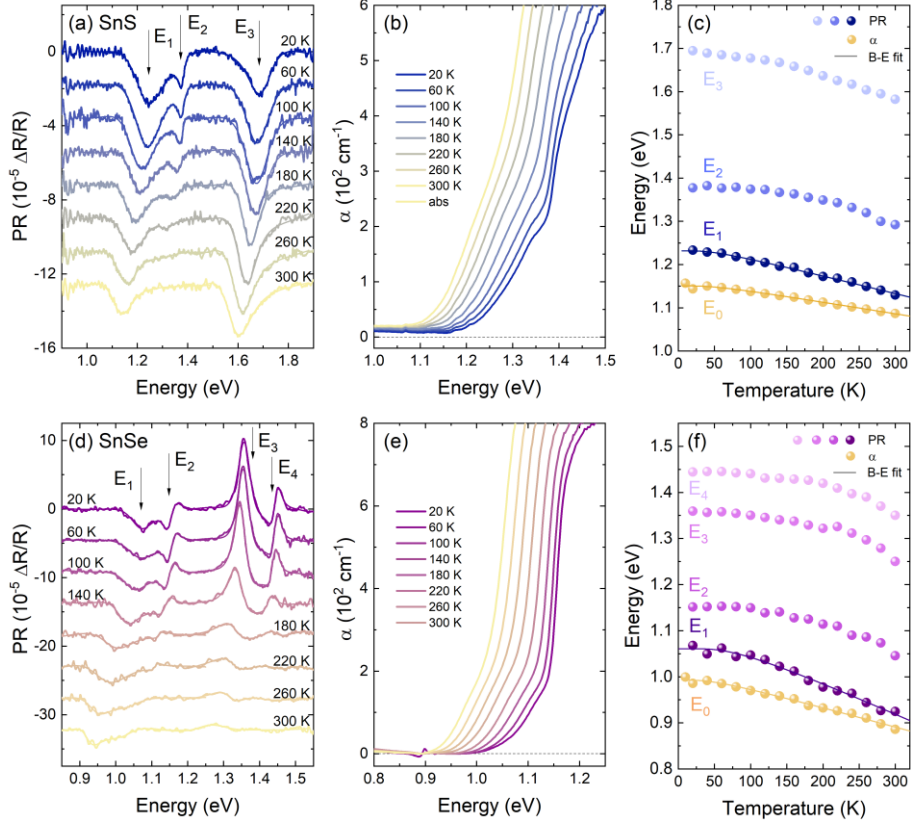 (a) SnS
E1
E2
E3
20 K
60 K
100 K
140 K
180 K
220 K
260 K
300 K
0
-4
-8
-12
-16
PR (10-5 ΔR/R)
1.0 1.2 1.4 1.6 1.8
Energy (eV)
(b)
20 K
60 K
100 K
140 K
180 K
220 K
260 K
300 K
abs
6
5
4
3
2
1
0
α (102 cm-1)
1.0 1.1 1.2 1.3 1.4 1.5
Energy (eV)
(c)
PR
α
B-E fit
E3
E2
E1
E0
1.8
1.7
1.6
1.5
1.4
1.3
1.2
1.1
1.0
Energy (eV)
0 50 100 150 200 250 300
Temperature (K)
(d) SnSe
E1
E2
E3
E4
20 K
60 K
100 K
140 K
180 K
220 K
260 K
300 K
10
0
-10
-20
-30
PR (10-5 ΔR/R)
0.9 1.0 1.1 1.2 1.3 1.4 1.5
Energy (eV)
(e)
20 K
60 K
100 K
140 K
180 K
220 K
260 K
300 K
8
6
4
2
0
α (102 cm-1)
0.8 0.9 1.0 1.1 1.2
Energy (eV)
(f)
PR
α
B-E fit
E4
E3
E2
E1
E0
1.5
1.4
1.3
1.2
1.1
1.0
0.9
0.8
Energy (eV)
0 50 100 150 200 250 300
Temperature (K)